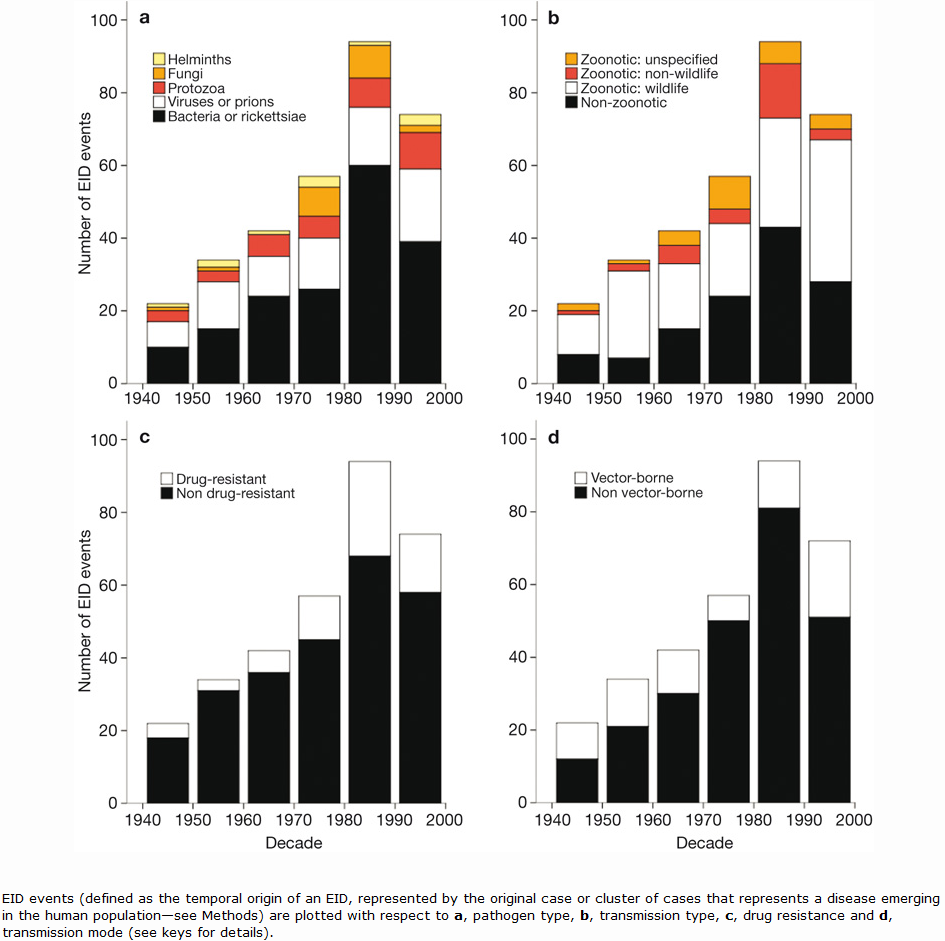 a
100
80
60
40
20
0
Number of EID events
Helminths
Fungi
Protozoa
Viruses or prions
Bacteria or rickettsiae
1940 1950 1960 1970 1980 1990 2000
b
100
80
60
40
20
0
Zoonotic: unspecified
Zoonotic: non-wildlife
Zoonotic: wildlife
Non-zoonotic
1940 1950 1960 1970 1980 1990 2000
c
100
80
60
40
20
0
Number of EID events
Drug-resistant
Non drug-resistant
1940 1950 1960 1970 1980 1990 2000
Decade
d
100
80
60
40
20
0
Vector-borne
Non vector-borne
1940 1950 1960 1970 1980 1990 2000
Decade
EID events (defined as the temporal origin of an EID, represented by the original case or cluster of cases that represents a disease emerging
in the human population—see Methods) are plotted with respect to a, pathogen type, b, transmission type, c, drug resistance and d,
transmission mode (see keys for details).